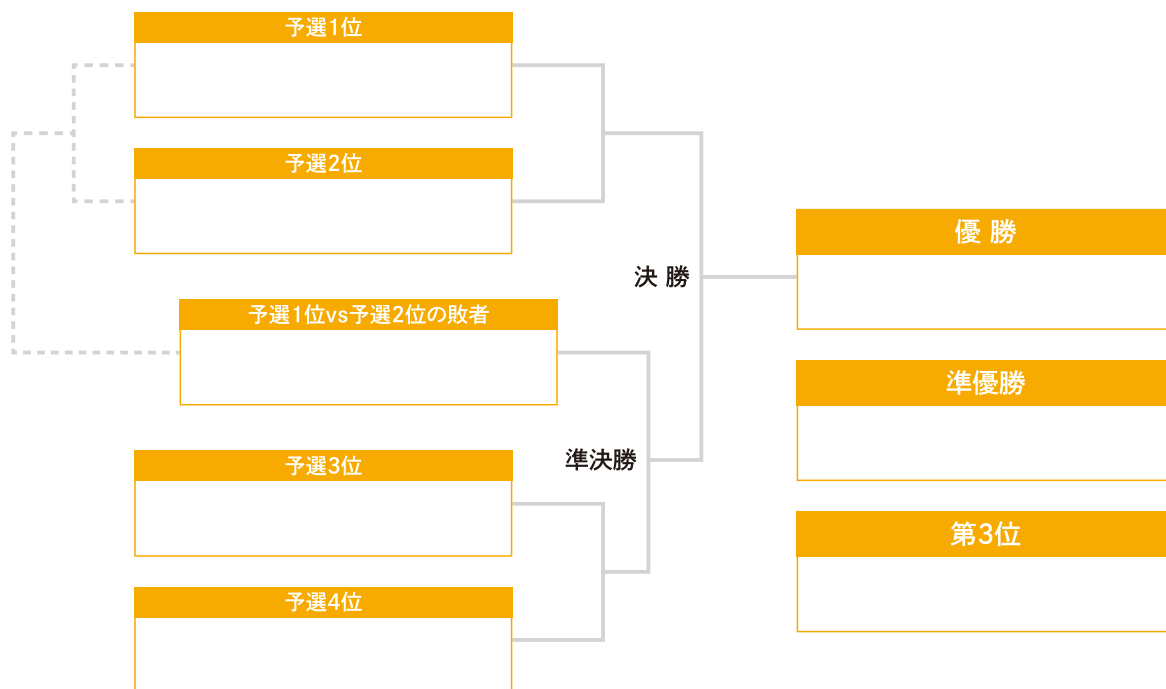 予選1位
予選2位
予選1位vs予選2位の敗者
予選3位
予選4位
決 勝
準決勝
優 勝
準優勝
第3位